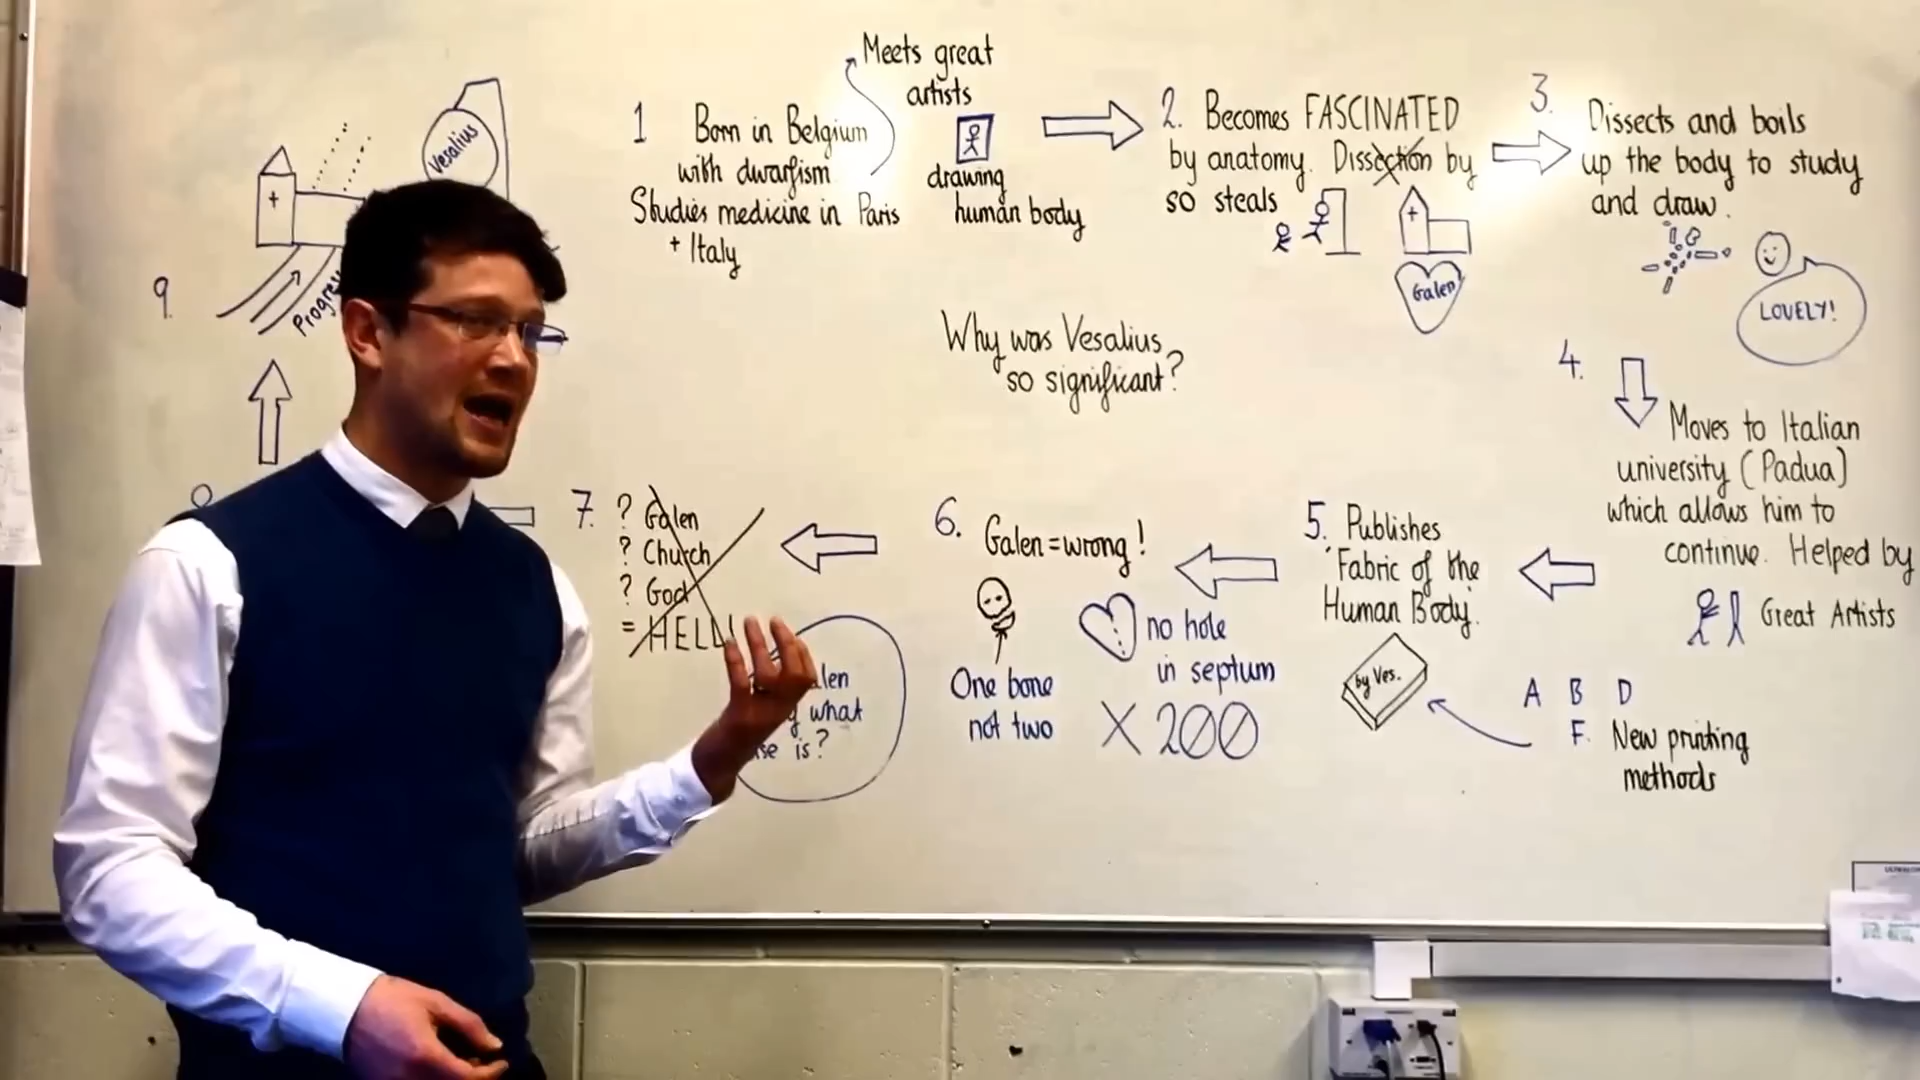 Meets great
artists
1 Born in Belgium
with dwarfism
Studies medicine in Paris
+ Italy
drawing
human body
2. Becomes FASCINATED
by anatomy. Dissection by
so steals
Galen
3.
Dissects and boils
up the body to study
and draw.
LOVELY!
Why was Vesalius
so significant?
4.
Moves to Italian
university (Padua)
which allows him to
continue. Helped by
Great Artists
A B D
F. New printing
methods
5. Publishes
'Fabric of the
Human Body'.
by Ves.
6. Galen = wrong!
One bone
not two
no hole
in septum
X 200
7. ? Galen
? Church
? God
= HELL
what
is?
9.
Vesalius